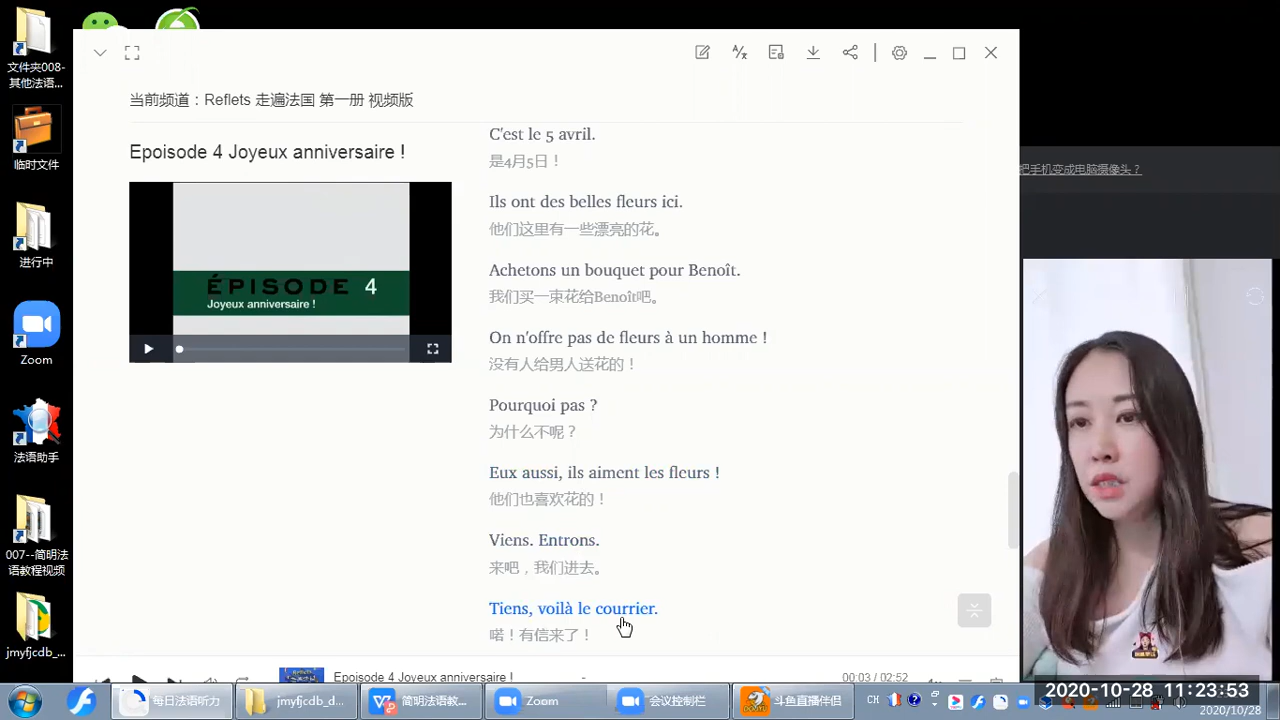 文件夹008-
其他法语...
临时文件
进行中
Zoom
法语助手
007--简明法
语教程视频
jmyfjcdb_...
当前频道：Reflets 走遍法国 第一册 视频版
Epoisode 4 Joyeux anniversaire !
ÉPISODE 4
Joyeux anniversaire !
C'est le 5 avril.
是4月5日！
Ils ont des belles fleurs ici.
他们这里有一些漂亮的花。
Achetons un bouquet pour Benoît.
我们买一束花给Benoît吧。
On n'offre pas de fleurs à un homme !
没有人给男人送花的！
Pourquoi pas ?
为什么不呢？
Eux aussi, ils aiment les fleurs !
他们也喜欢花的！
Viens. Entrons.
来吧，我们进去。
Tiens, voilà le courrier.
喏！有信来了！
把手机变成电脑摄像头？
Epoisode 4 Joyeux anniversaire !
-
00:03 / 02:52
每日法语听力
jmyfjcdb_d...
简明法语教...
Zoom
会议控制栏
斗鱼直播伴侣
CH
2020-10-28 11:23:53
2020/10/28